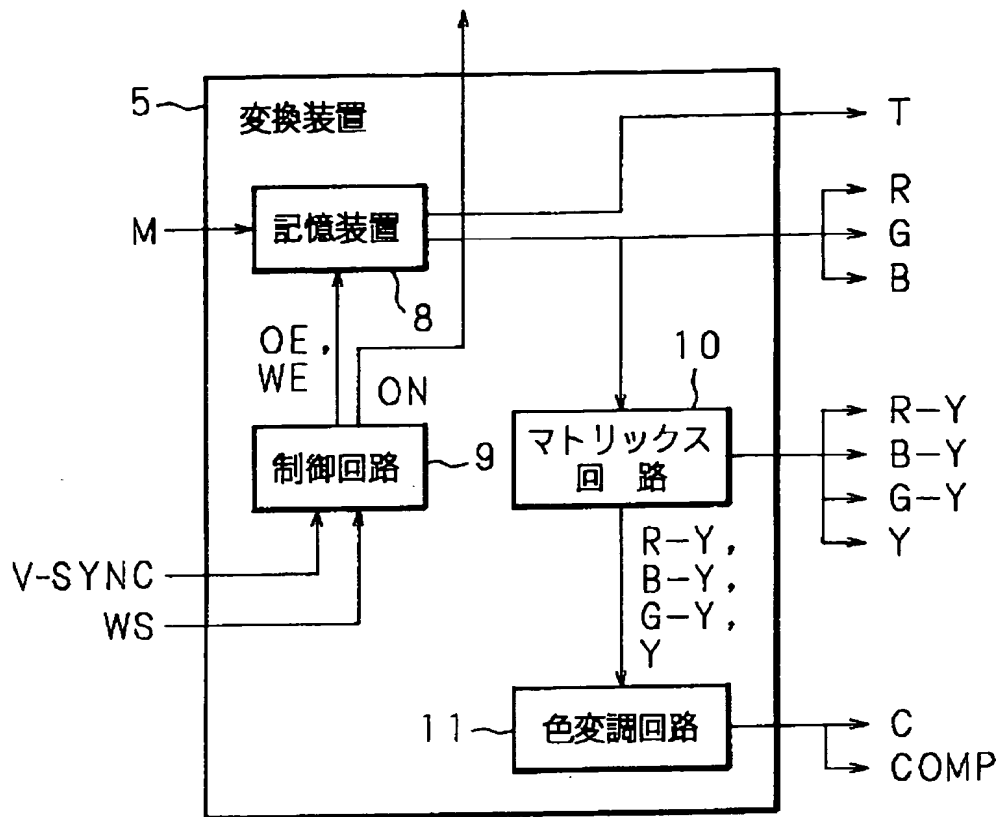 5
変換装置
T
R
G
B
M
記憶装置
8
OE,
WE
ON
10
マトリックス
回 路
制御回路
9
R-Y
B-Y
G-Y
Y
V-SYNC
WS
R-Y,
B-Y,
G-Y,
Y
11
色変調回路
C
COMP